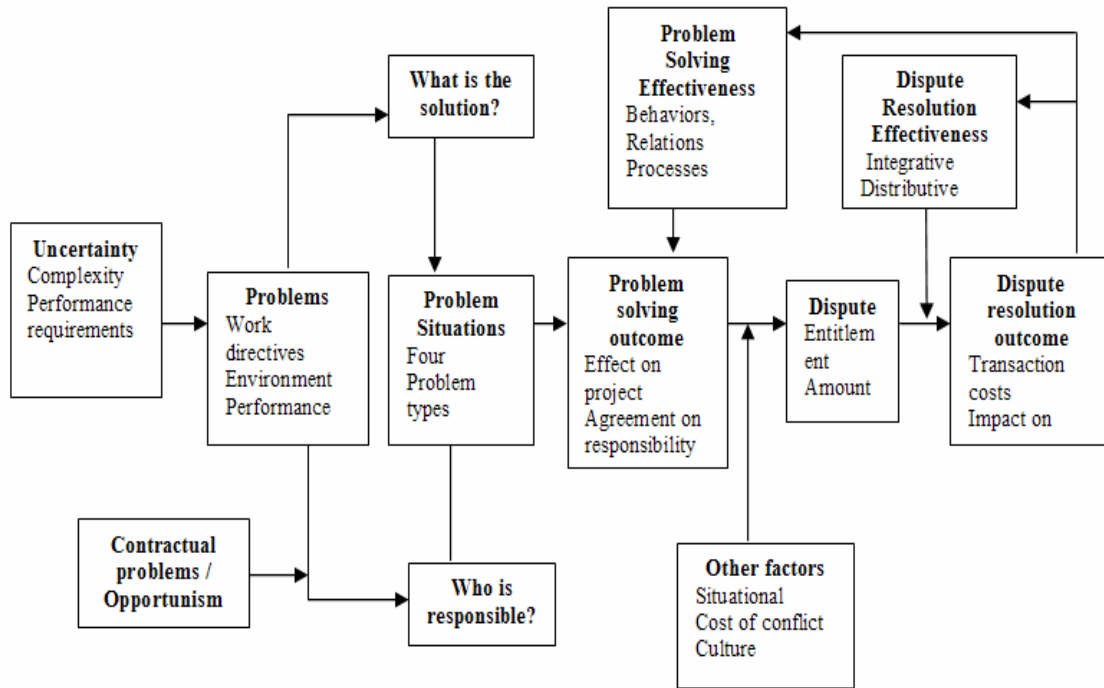 Problem
Solving
Effectiveness
Behaviors,
Relations
Processes
What is the
solution?
Dispute
Resolution
Effectiveness
Integrative
Distributive
Uncertainty
Complexity
Performance
requirements
Problems
Work
directives
Environment
Performance
Problem
Situations
Four
Problem
types
Problem
solving
outcome
Effect on
project
Agreement on
responsibility
Dispute
Entitlem
ent
Amount
Dispute
resolution
outcome
Transaction
costs
Impact on
Contractual
problems /
Opportunism
Who is
responsible?
Other factors
Situational
Cost of conflict
Culture